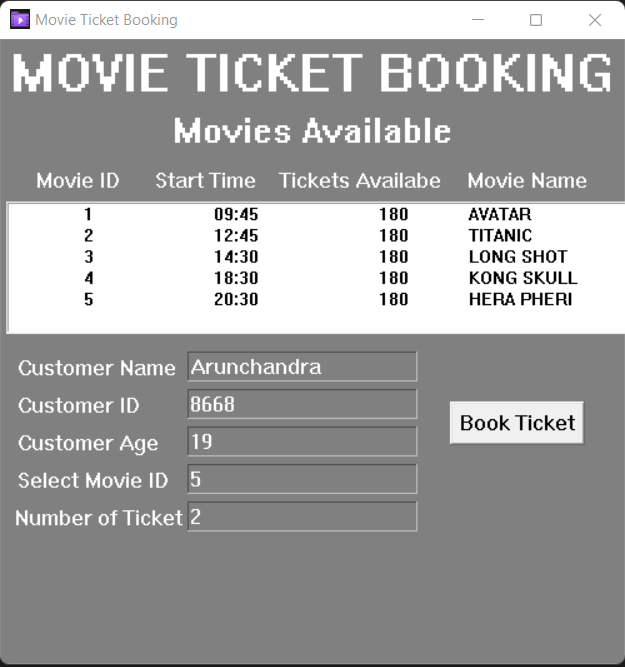 Movie Ticket Booking
MOVIE TICKET BOOKING
Movies Available
Movie ID Start Time Tickets Availabe Movie Name
1 09:45 180 AVATAR
2 12:45 180 TITANIC
3 14:30 180 LONG SHOT
4 18:30 180 KONG SKULL
5 20:30 180 HERA PHERI
Customer Name Arunchandra
Customer ID 8668
Book Ticket
Customer Age 19
Select Movie ID 5
Number of Ticket 2